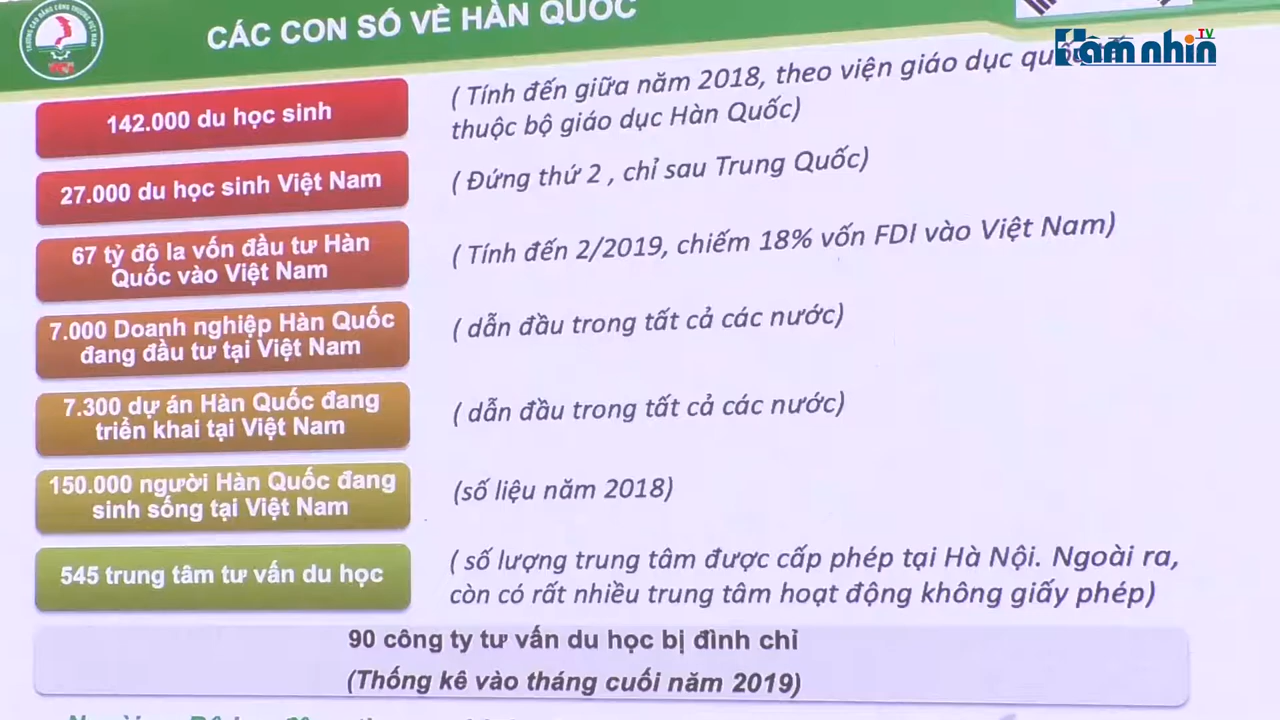 CÁC CON SỐ VỀ HÀN QUỐC
TV
Tầm nhìn
142.000 du học sinh
( Tính đến giữa năm 2018, theo viện giáo dục
thuộc bộ giáo dục Hàn Quốc)
27.000 du học sinh Việt Nam
( Đứng thứ 2 , chỉ sau Trung Quốc)
67 tỷ độ la vốn đầu tư Hàn
Quốc vào Việt Nam
( Tính đến 2/2019, chiếm 18% vốn FDI vào Việt Nam)
7.000 Doanh nghiệp Hàn Quốc
đang đầu tư tại Việt Nam
( dẫn đầu trong tất cả các nước)
7.300 dự án Hàn Quốc đang
triển khai tại Việt Nam
( dẫn đầu trong tất cả các nước)
150.000 người Hàn Quốc đang
sinh sống tại Việt Nam
(số liệu năm 2018)
545 trung tâm tư vấn du học
( số lượng trung tâm được cấp phép tại Hà Nội. Ngoài ra,
còn có rất nhiều trung tâm hoạt động không giấy phép)
90 công ty tư vấn du học bị đình chỉ
(Thống kê vào tháng cuối năm 2019)